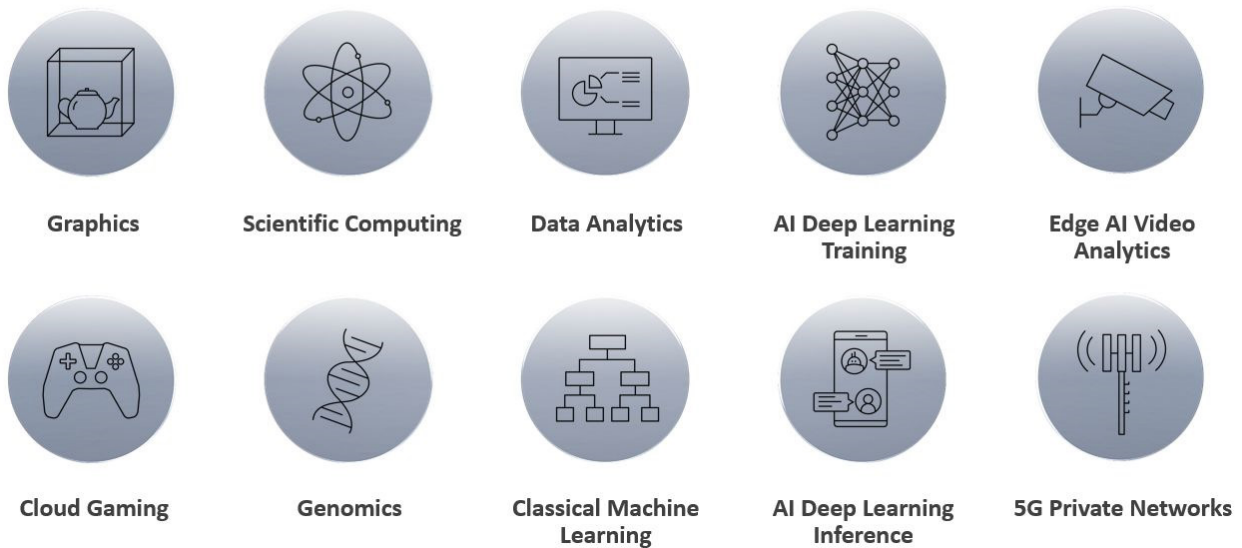 Graphics
Scientific Computing
Data Analytics
AI Deep Learning
Training
Edge AI Video
Analytics
Cloud Gaming
Genomics
Classical Machine
Learning
AI Deep Learning
Inference
5G Private Networks